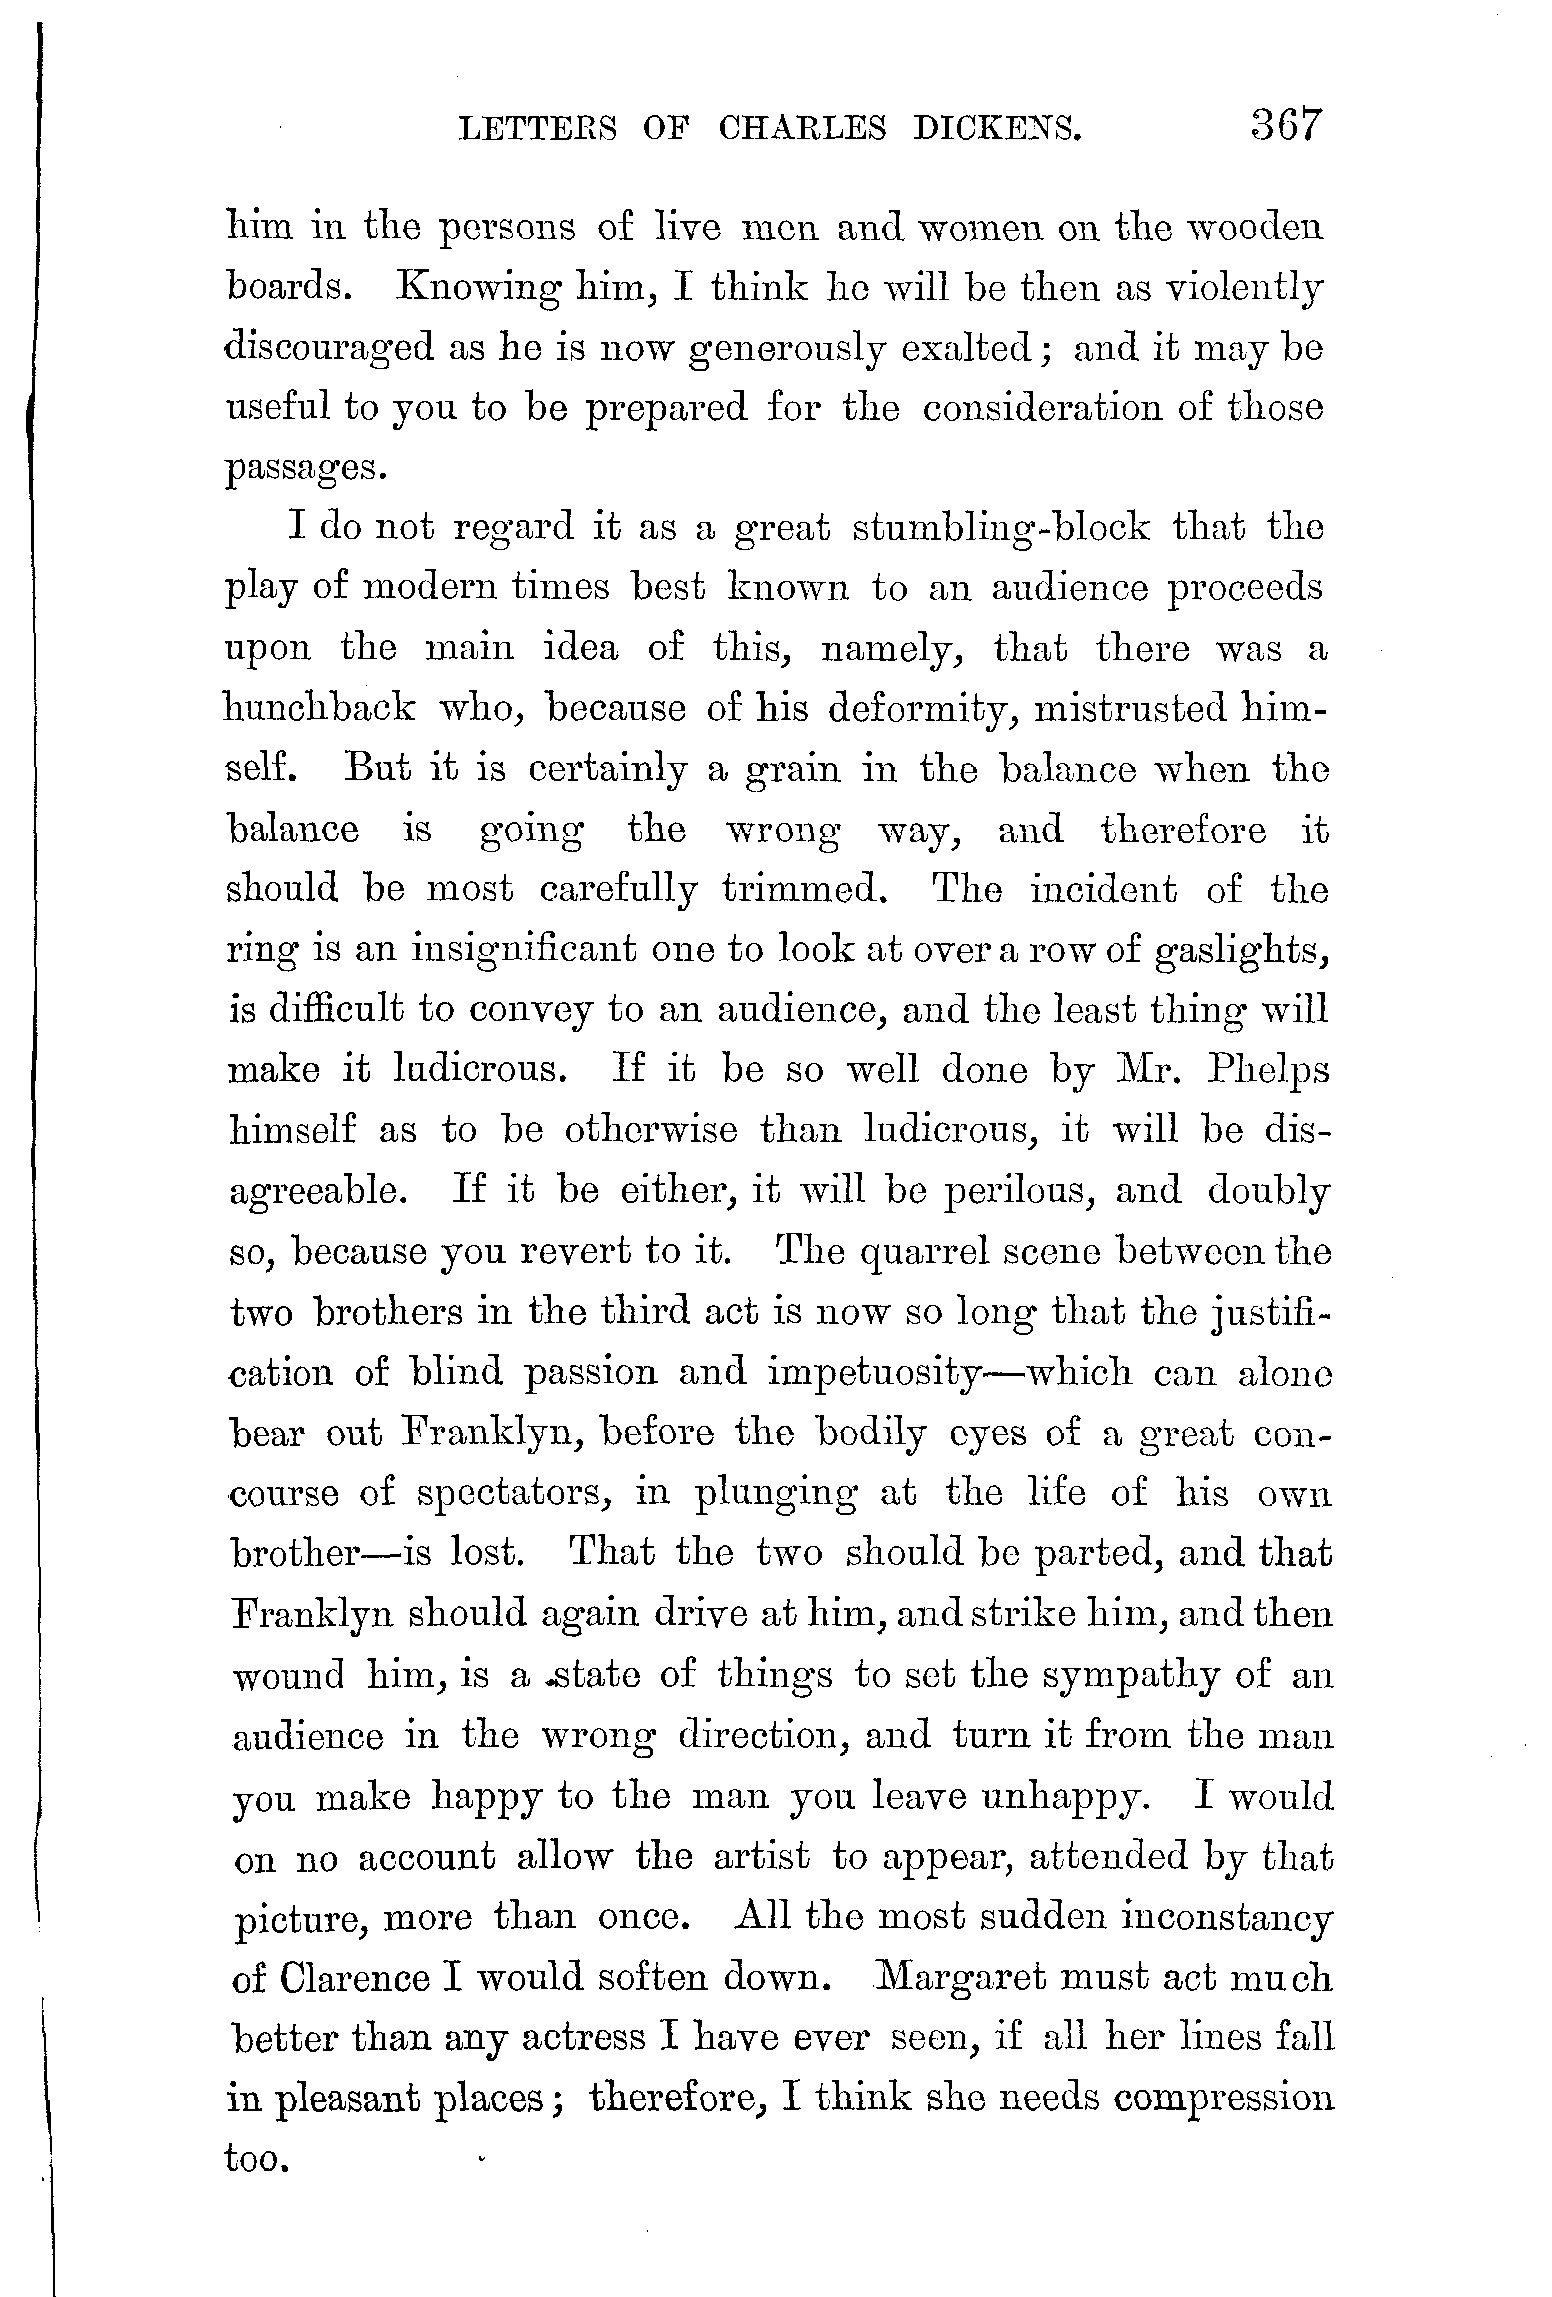 LETTERS OF CHARLES DICKENS. 367
him in the persons of live men and women on the wooden
boards. Knowing him, I think he will be then as violently
discouraged as he is now generously exalted; and it may be
useful to you to be prepared for the consideration of those
passages.
I do not regard it as a great stumbling-block that the
play of modern times best known to an audience proceeds
upon the main idea of this, namely, that there was a
hunchback who, because of his deformity, mistrusted him-
self. But it is certainly a grain in the balance when the
balance is going the wrong way, and therefore it
should be most carefully trimmed. The incident of the
ring is an insignificant one to look at over a row of gaslights,
is difficult to convey to an audience, and the least thing will
make it ludicrous. If it be so well done by Mr. Phelps
himself as to be otherwise than ludicrous, it will be dis-
agreeable. If it be either, it will be perilous, and doubly
so, because you revert to it. The quarrel scene between the
two brothers in the third act is now so long that the justifi-
cation of blind passion and impetuosity—which can alone
bear out Franklyn, before the bodily eyes of a great con-
course of spectators, in plunging at the life of his own
brother—is lost. That the two should be parted, and that
Franklyn should again drive at him, and strike him, and then
wound him, is a state of things to set the sympathy of an
audience in the wrong direction, and turn it from the man
you make happy to the man you leave unhappy. I would
on no account allow the artist to appear, attended by that
picture, more than once. All the most sudden inconstancy
of Clarence I would soften down. Margaret must act much
better than any actress I have ever seen, if all her lines fall
in pleasant places; therefore, I think she needs compression
too.